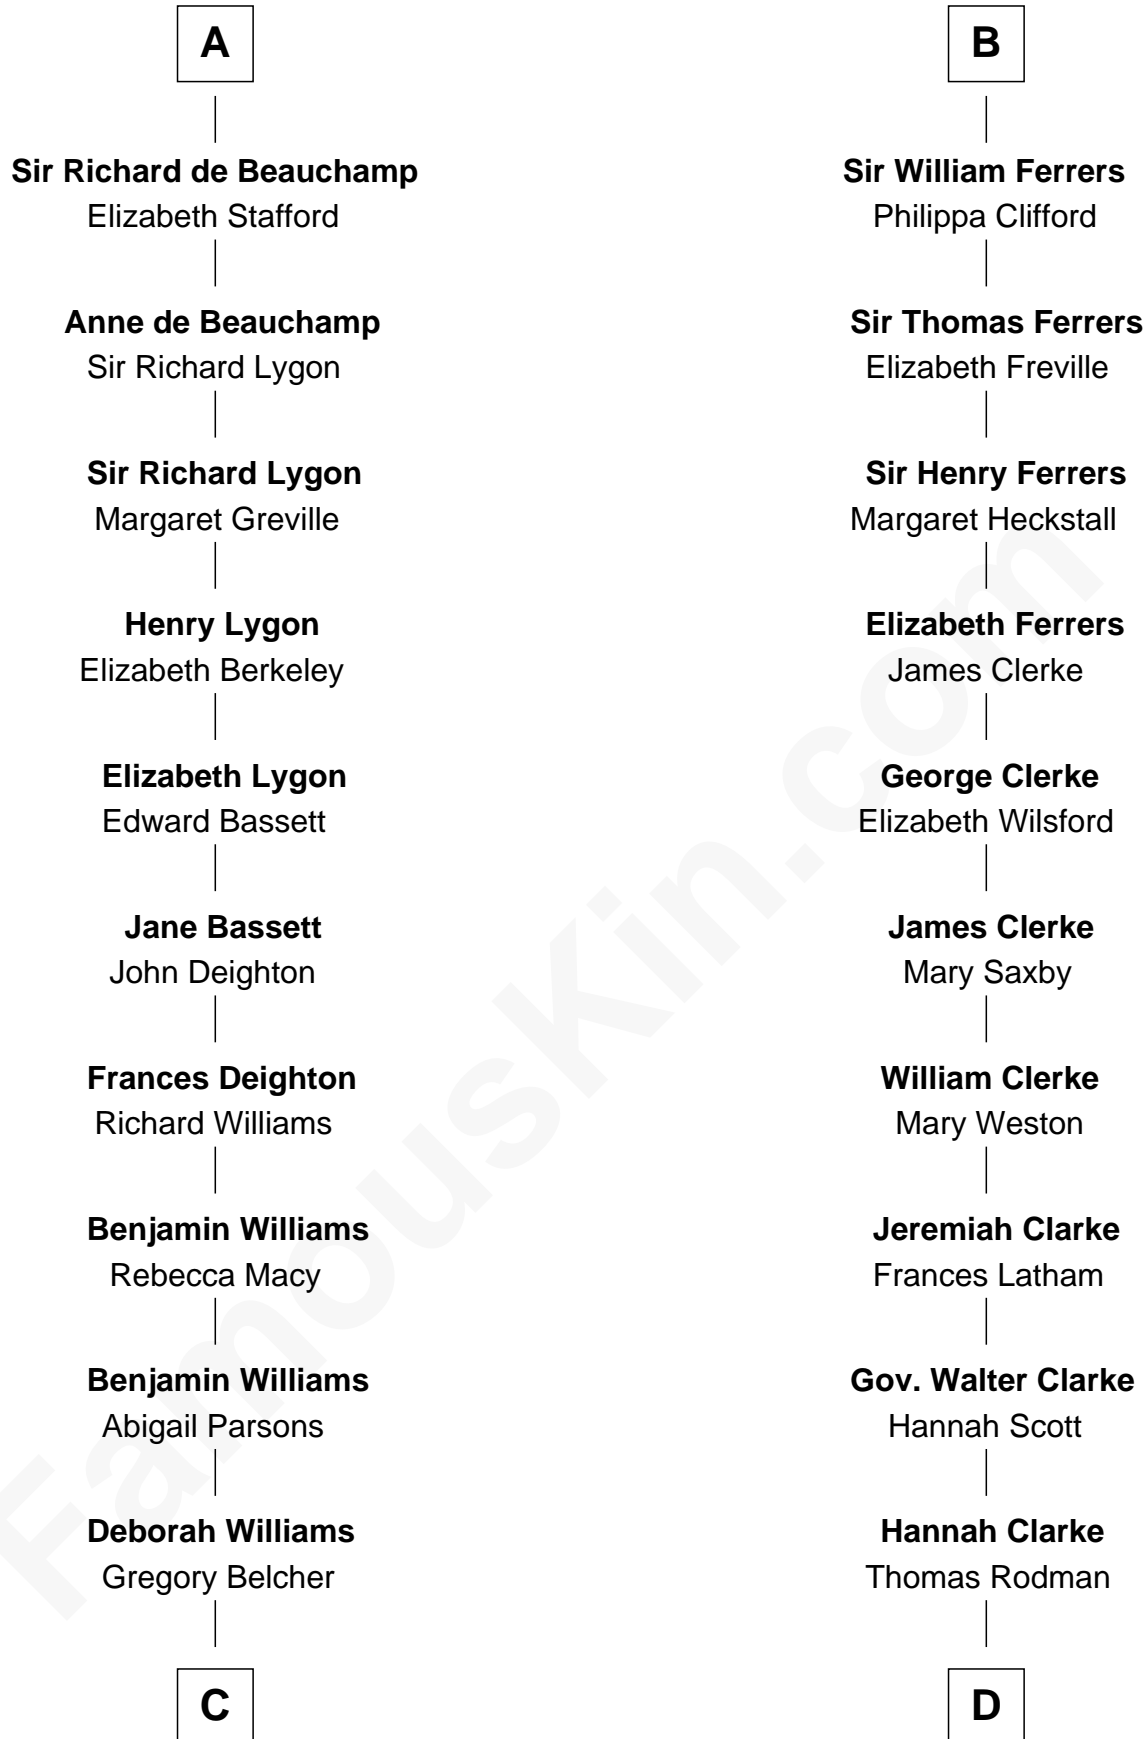 A
Sir Richard de Beauchamp
Elizabeth Stafford
Anne de Beauchamp
Sir Richard Lygon
Sir Richard Lygon
Margaret Greville
Henry Lygon
Elizabeth Berkeley
Elizabeth Lygon
Edward Bassett
Jane Bassett
John Deighton
Frances Deighton
Richard Williams
Benjamin Williams
Rebecca Macy
Benjamin Williams
Abigail Parsons
Deborah Williams
Gregory Belcher
C
B
Sir William Ferrers
Philippa Clifford
Sir Thomas Ferrers
Elizabeth Freville
Sir Henry Ferrers
Margaret Heckstall
Elizabeth Ferrers
James Clerke
George Clerke
Elizabeth Wilsford
James Clerke
Mary Saxby
William Clerke
Mary Weston
Jeremiah Clarke
Frances Latham
Gov. Walter Clarke
Hannah Scott
Hannah Clarke
Thomas Rodman
D
FamousKin.com